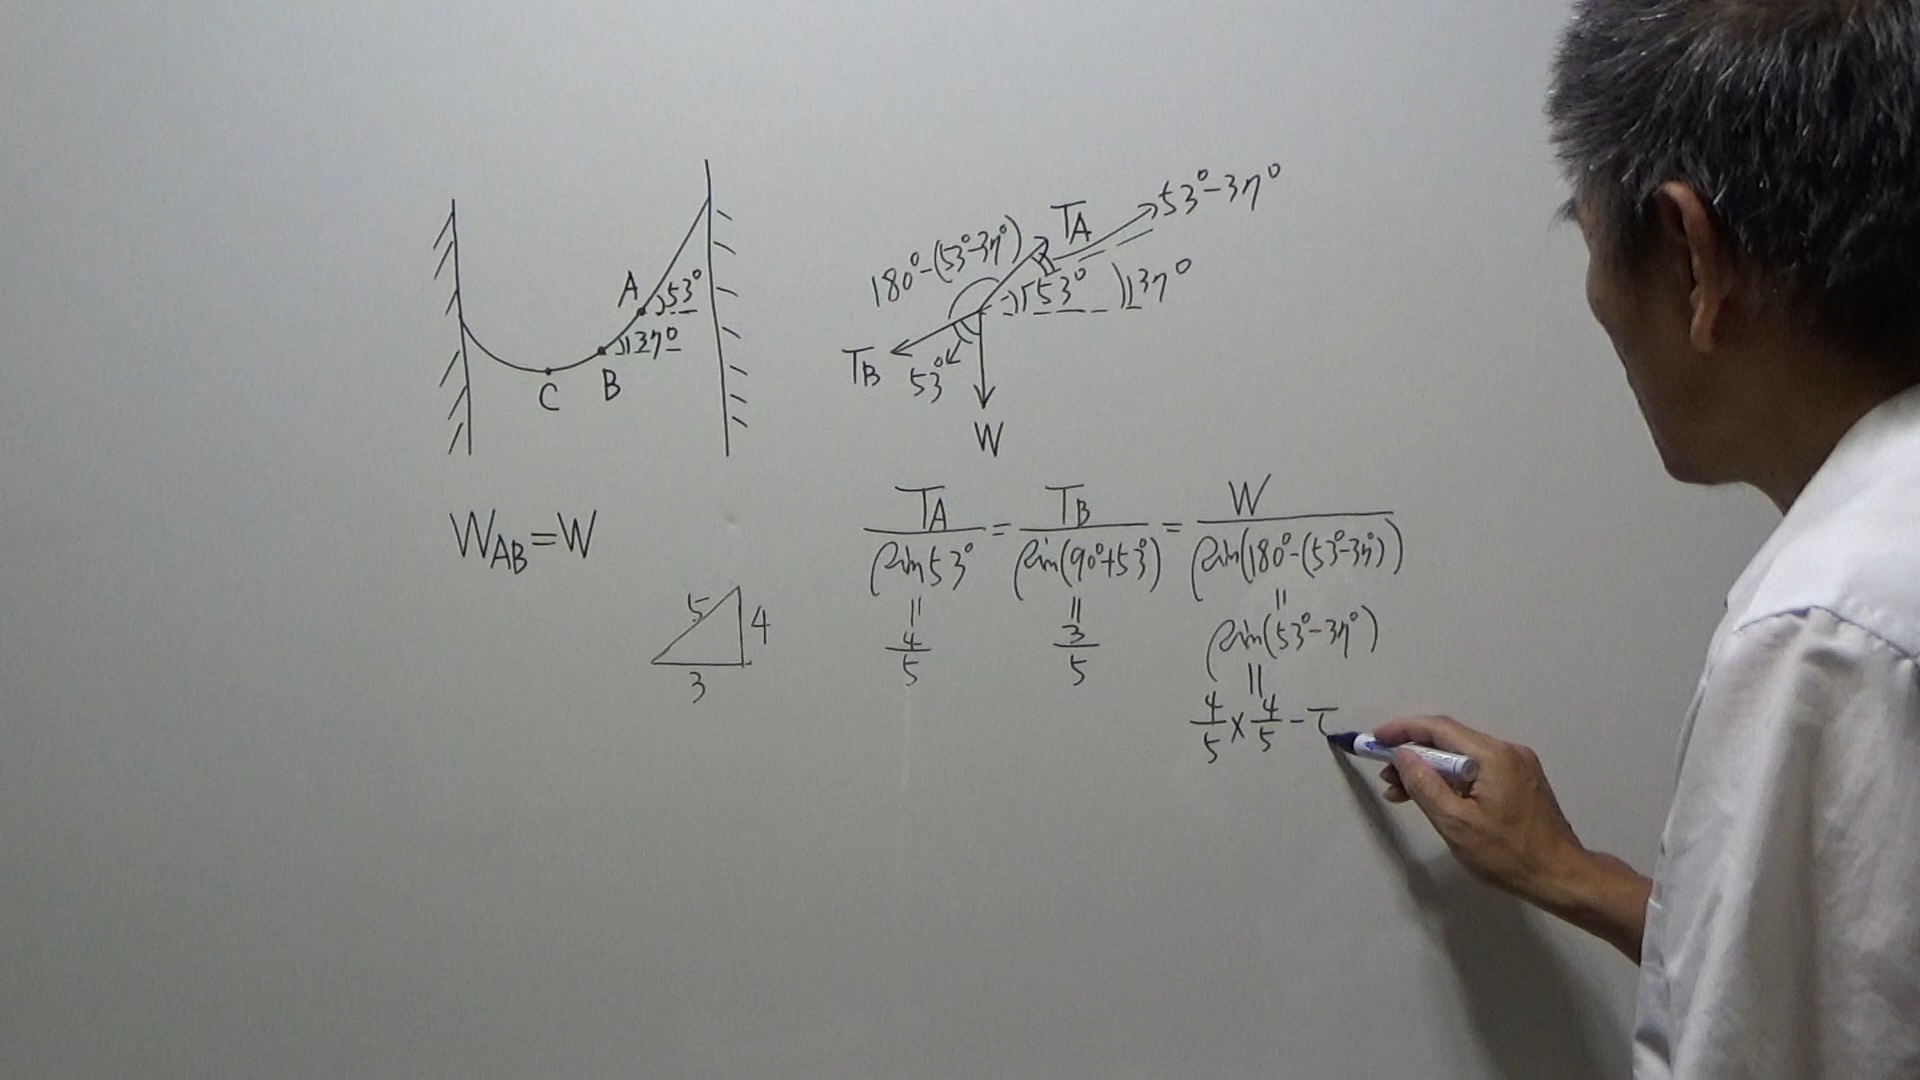 A
53°
37°
C
B
W_AB=W
5
4
3
180°-(53°-37°)
T_A
53°-37°
53°
37°
T_B
53°
W
T_A/sin53° = T_B/sin(90°+53°) = W/sin(180°-(53°-37°))
= 4/5
= 3/5
= sin(53°-37°)
= 4/5 × 4/5 -